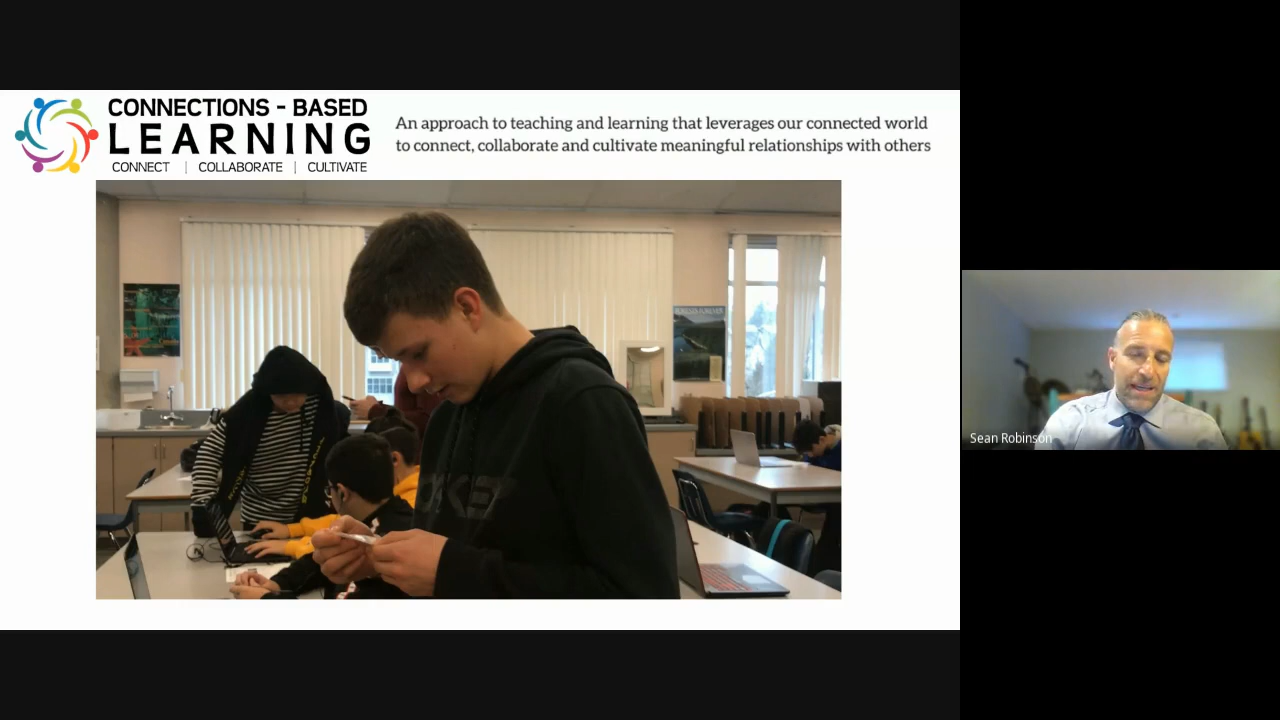 CONNECTIONS - BASED
LEARNING
CONNECT | COLLABORATE | CULTIVATE
An approach to teaching and learning that leverages our connected world
to connect, collaborate and cultivate meaningful relationships with others
Sean Robinson